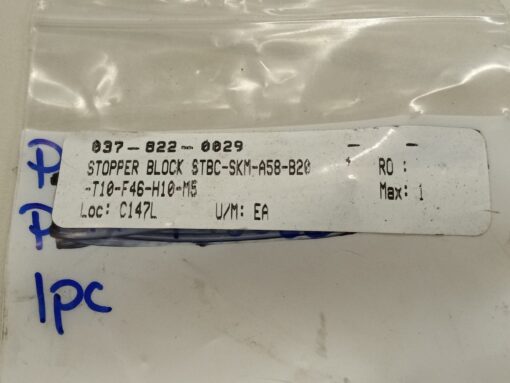 037-822-0029 - -
STOPPER BLOCK STBC-SKM-A58-B20 RO :
-T10-F46-H10-M5 Max: 1
Loc: C147L U/M: EA
P
P
1pc